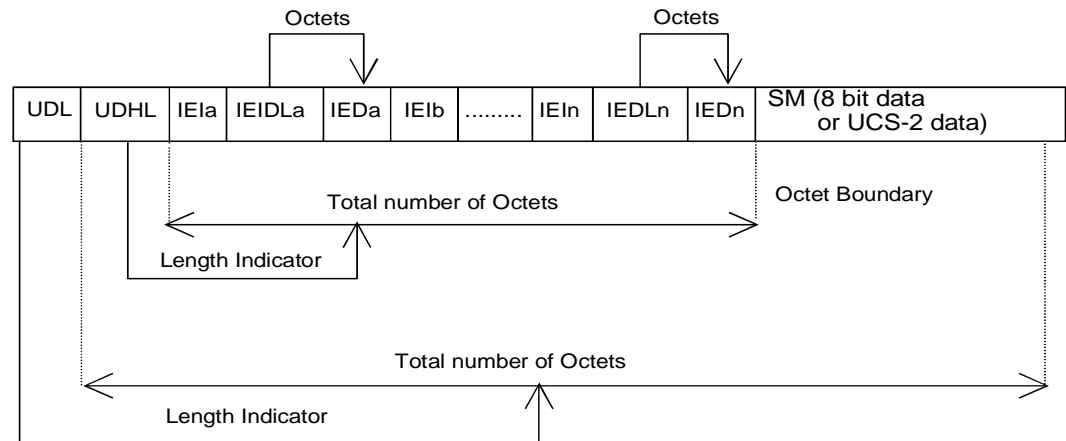 Octets Octets
UDL UDHL IEIa IEIDLa IEDa IEIb ......... IEIn IEDLn IEDn SM (8 bit data
or UCS-2 data)
Total number of Octets Octet Boundary
Length Indicator
Total number of Octets
Length Indicator